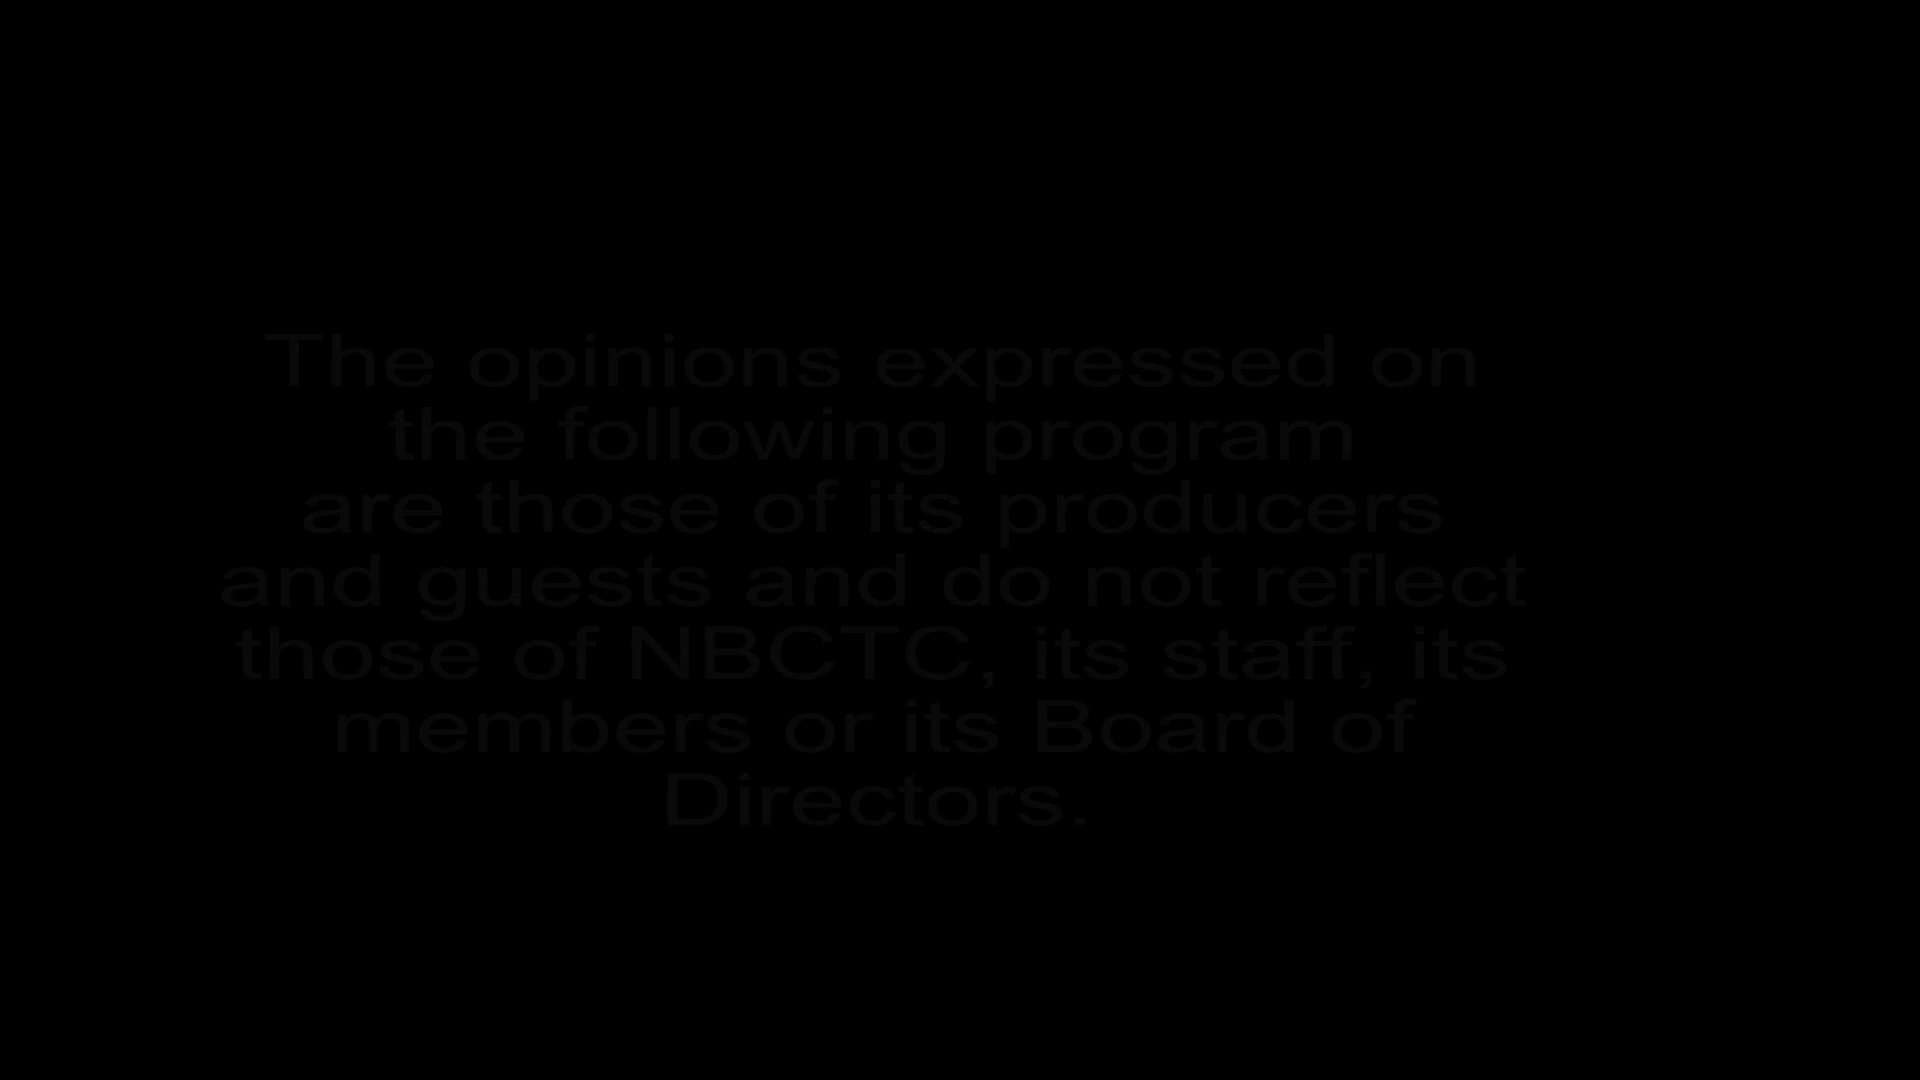 The opinions expressed on
the following program
are those of its producers
and guests and do not reflect
those of NBCTC, its staff, its
members or its Board of
Directors.